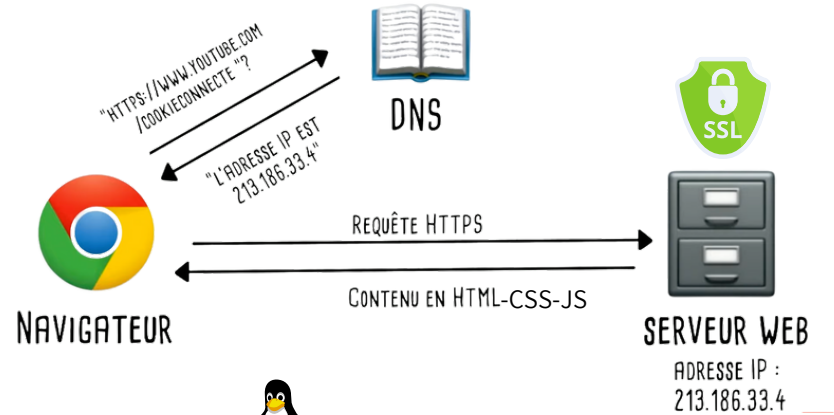 "HTTPS://WWW.YOUTUBE.COM
/COOKIECONNECTE"?
DNS
"L'ADRESSE IP EST
213.186.33.4"
SSL
REQUÊTE HTTPS
CONTENU EN HTML-CSS-JS
NAVIGATEUR
SERVEUR WEB
ADRESSE IP :
213.186.33.4